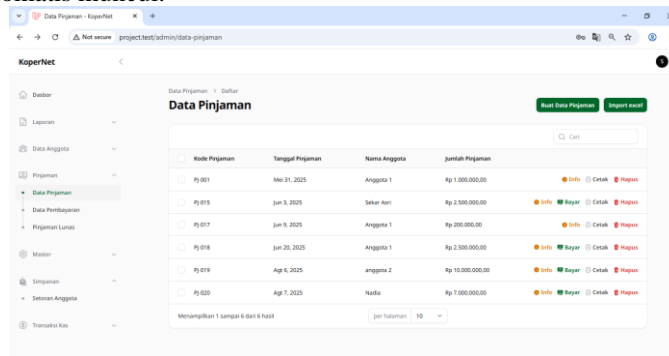 Data Pinjaman - KoperNet
Not secure project.test/admin/data-pinjaman
KoperNet
S
Dasbor
Laporan
Data Anggota
Pinjaman
Data Pinjaman
Data Pembayaran
Pinjaman Lunas
Master
Simpanan
Setoran Anggota
Transaksi Kas
Data Pinjaman > Daftar
Data Pinjaman
Buat Data Pinjaman Import excel
Cari
Kode Pinjaman Tanggal Pinjaman Nama Anggota Jumlah Pinjaman
PJ-001 Mei 31, 2025 Anggota 1 Rp 1.000.000,00 Info Cetak Hapus
PJ-015 Jun 3, 2025 Sekar Asri Rp 2.500.000,00 Info Bayar Cetak Hapus
PJ-017 Jun 9, 2025 Anggota 1 Rp 200.000,00 Info Cetak Hapus
PJ-018 Jun 20, 2025 Anggota 1 Rp 2.500.000,00 Info Bayar Cetak Hapus
PJ-019 Agt 6, 2025 anggota 2 Rp 10.000.000,00 Info Bayar Cetak Hapus
PJ-020 Agt 7, 2025 Nadia Rp 7.000.000,00 Info Bayar Cetak Hapus
Menampilkan 1 sampai 6 dari 6 hasil per halaman 10